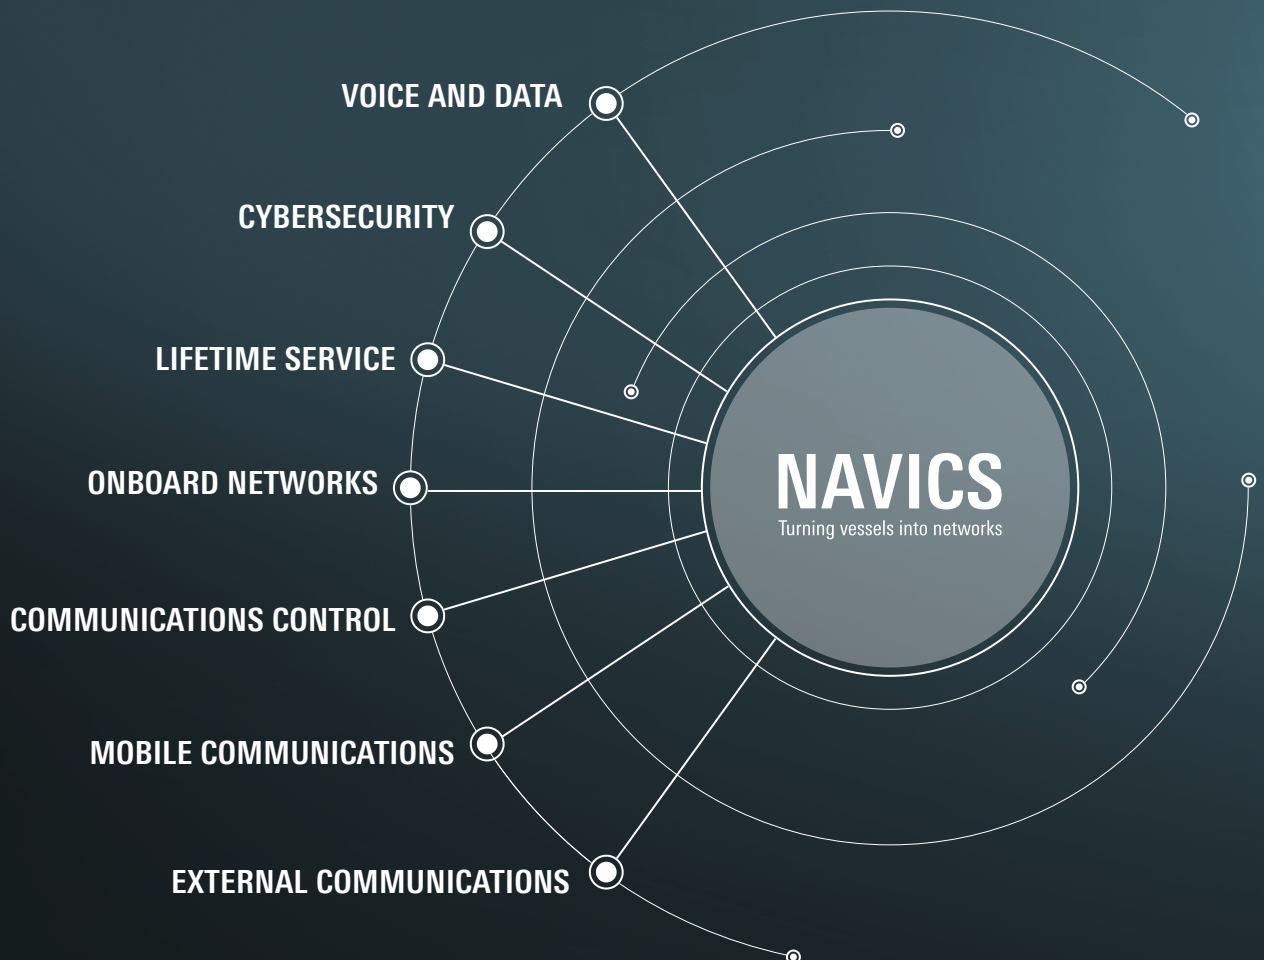 VOICE AND DATA
CYBERSECURITY
LIFETIME SERVICE
ONBOARD NETWORKS
COMMUNICATIONS CONTROL
MOBILE COMMUNICATIONS
EXTERNAL COMMUNICATIONS
NAVICS
Turning vessels into networks